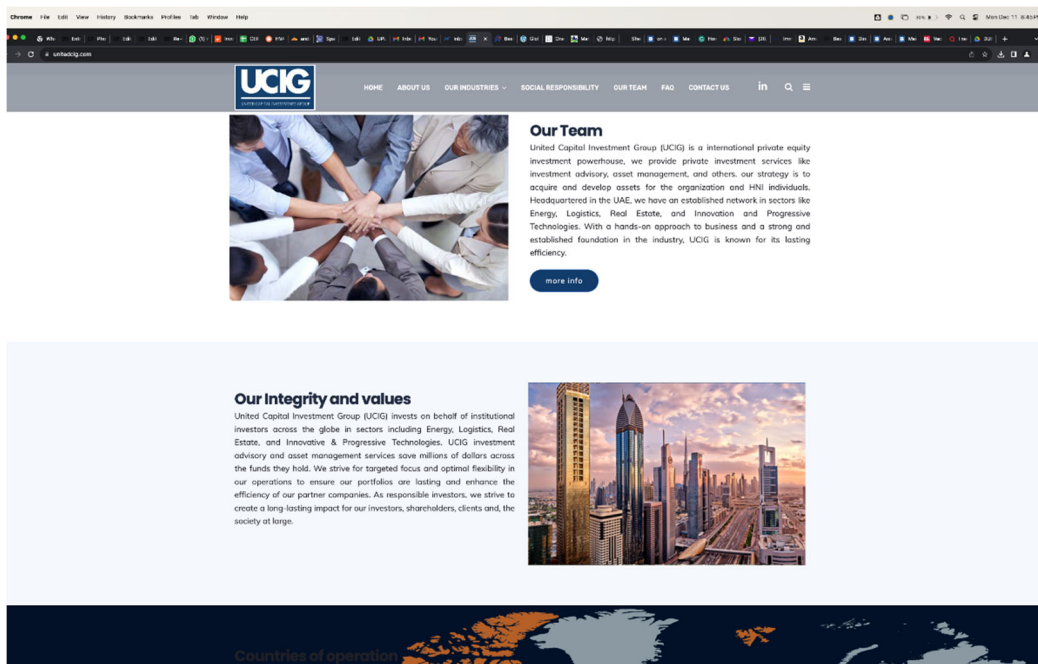 Chrome File Edit View History Bookmarks Profiles Tab Window Help
Mon Dec 11
unitedcig.com
UCIG
UNITED CAPITAL INVESTMENTS GROUP
HOME ABOUT US OUR INDUSTRIES SOCIAL RESPONSIBILITY OUR TEAM FAQ CONTACT US in
Our Team
United Capital Investment Group (UCIG) is a international private equity
investment powerhouse, we provide private investment services like
investment advisory, asset management, and others. our strategy is to
acquire and develop assets for the organization and HNI individuals.
Headquartered in the UAE, we have an established network in sectors like
Energy, Logistics, Real Estate, and Innovation and Progressive
Technologies. With a hands-on approach to business and a strong and
established foundation in the industry, UCIG is known for its lasting
efficiency.
more info
Our Integrity and values
United Capital Investment Group (UCIG) invests on behalf of institutional
investors across the globe in sectors including Energy, Logistics, Real
Estate, and Innovative & Progressive Technologies. UCIG investment
advisory and asset management services save millions of dollars across
the funds they hold. We strive for targeted focus and optimal flexibility in
our operations to ensure our portfolios are lasting and enhance the
efficiency of our partner companies. As responsible investors, we strive to
create a long-lasting impact for our investors, shareholders, clients and, the
society at large.
Countries of operation